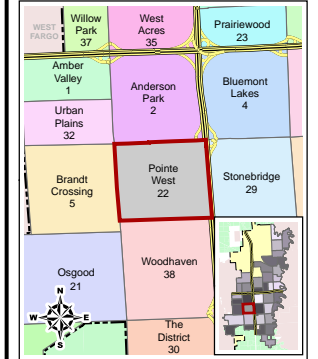 WEST
FARGO
Willow
Park
37
West
Acres
35
Prairiewood
23
Amber
Valley
1
Anderson
Park
2
Bluemont
Lakes
4
Urban
Plains
32
Brandt
Crossing
5
Pointe
West
22
Stonebridge
29
Osgood
21
Woodhaven
38
The
District
30
N
W
E
S